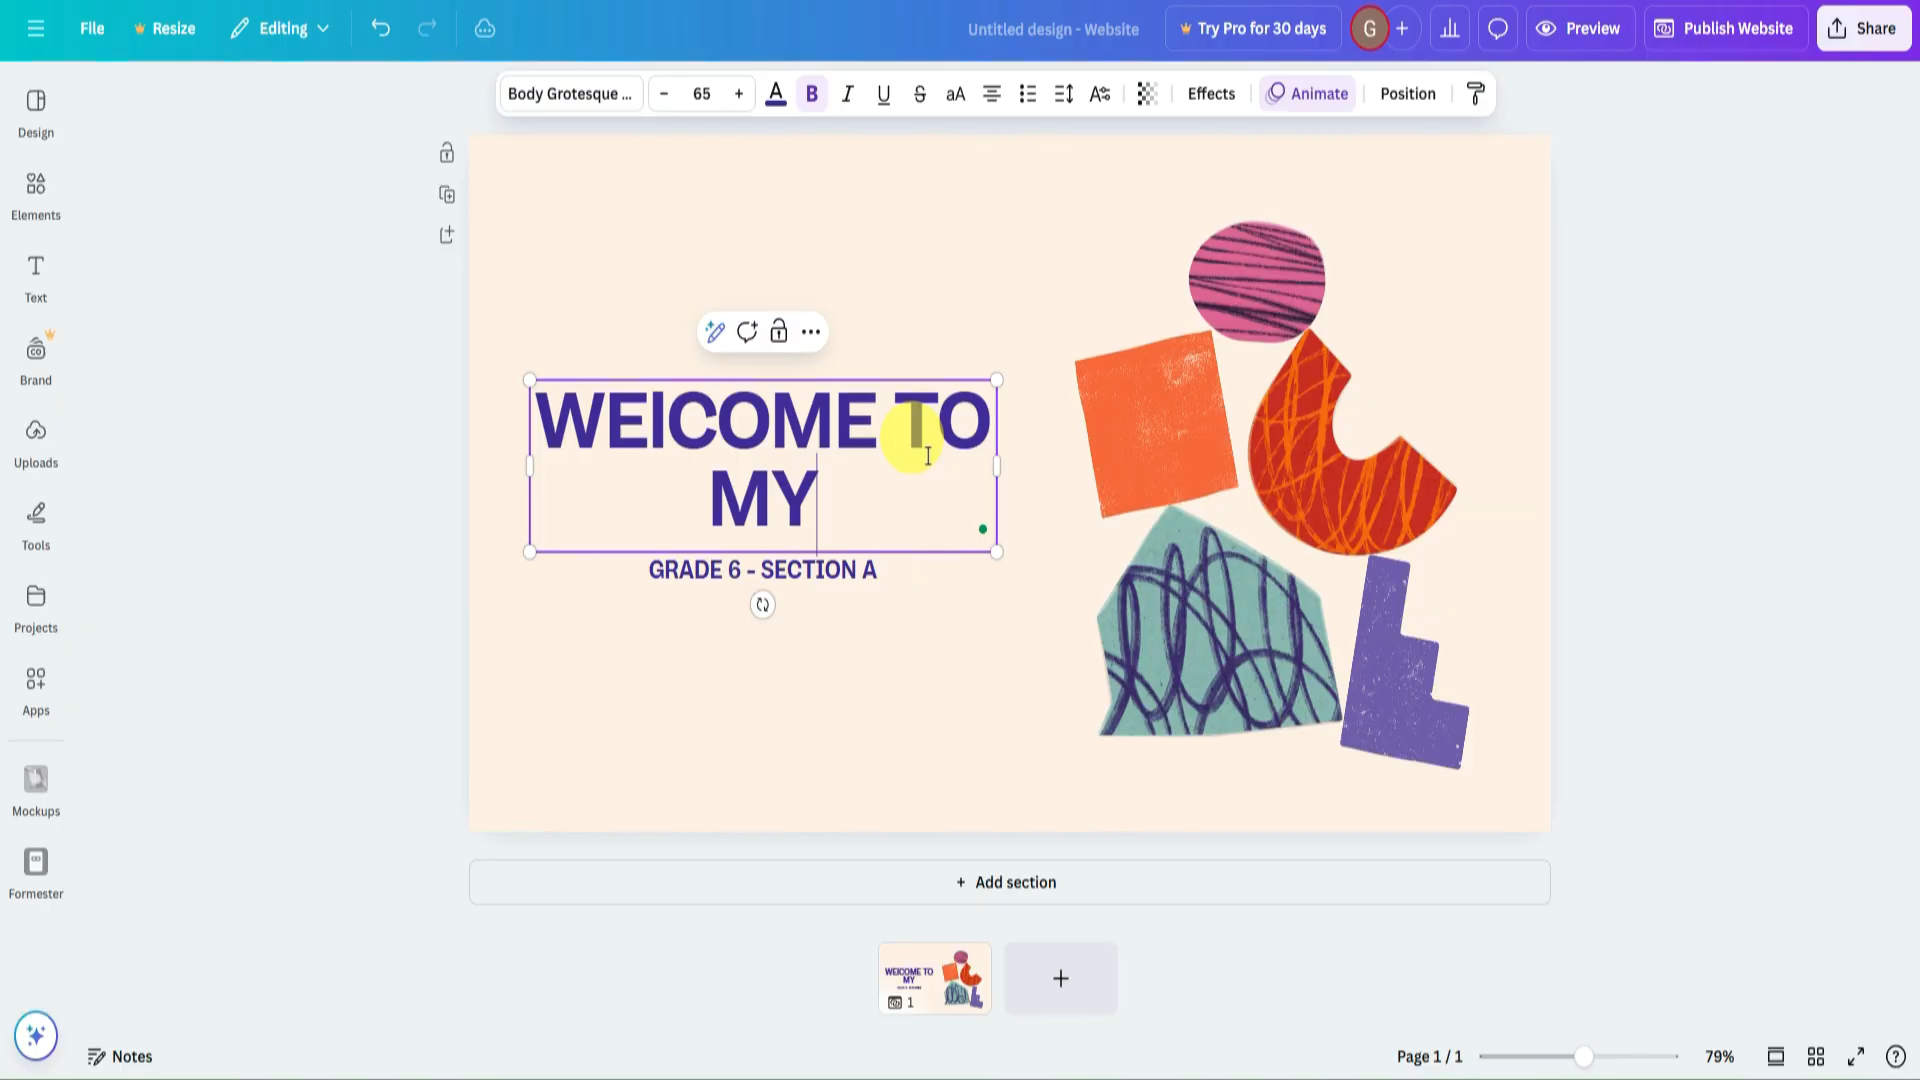 File
Resize
Editing
Untitled design - Website
Try Pro for 30 days
G
Preview
Publish Website
Share
Body Grotesque ...
65
A
B
I
U
S
aA
Effects
Animate
Position
Design
Elements
Text
Brand
Uploads
Tools
Projects
Apps
Mockups
Formester
WEICOME TO
MY
GRADE 6 - SECTION A
+ Add section
WEICOME TO
MY
1
Notes
Page 1 / 1
79%